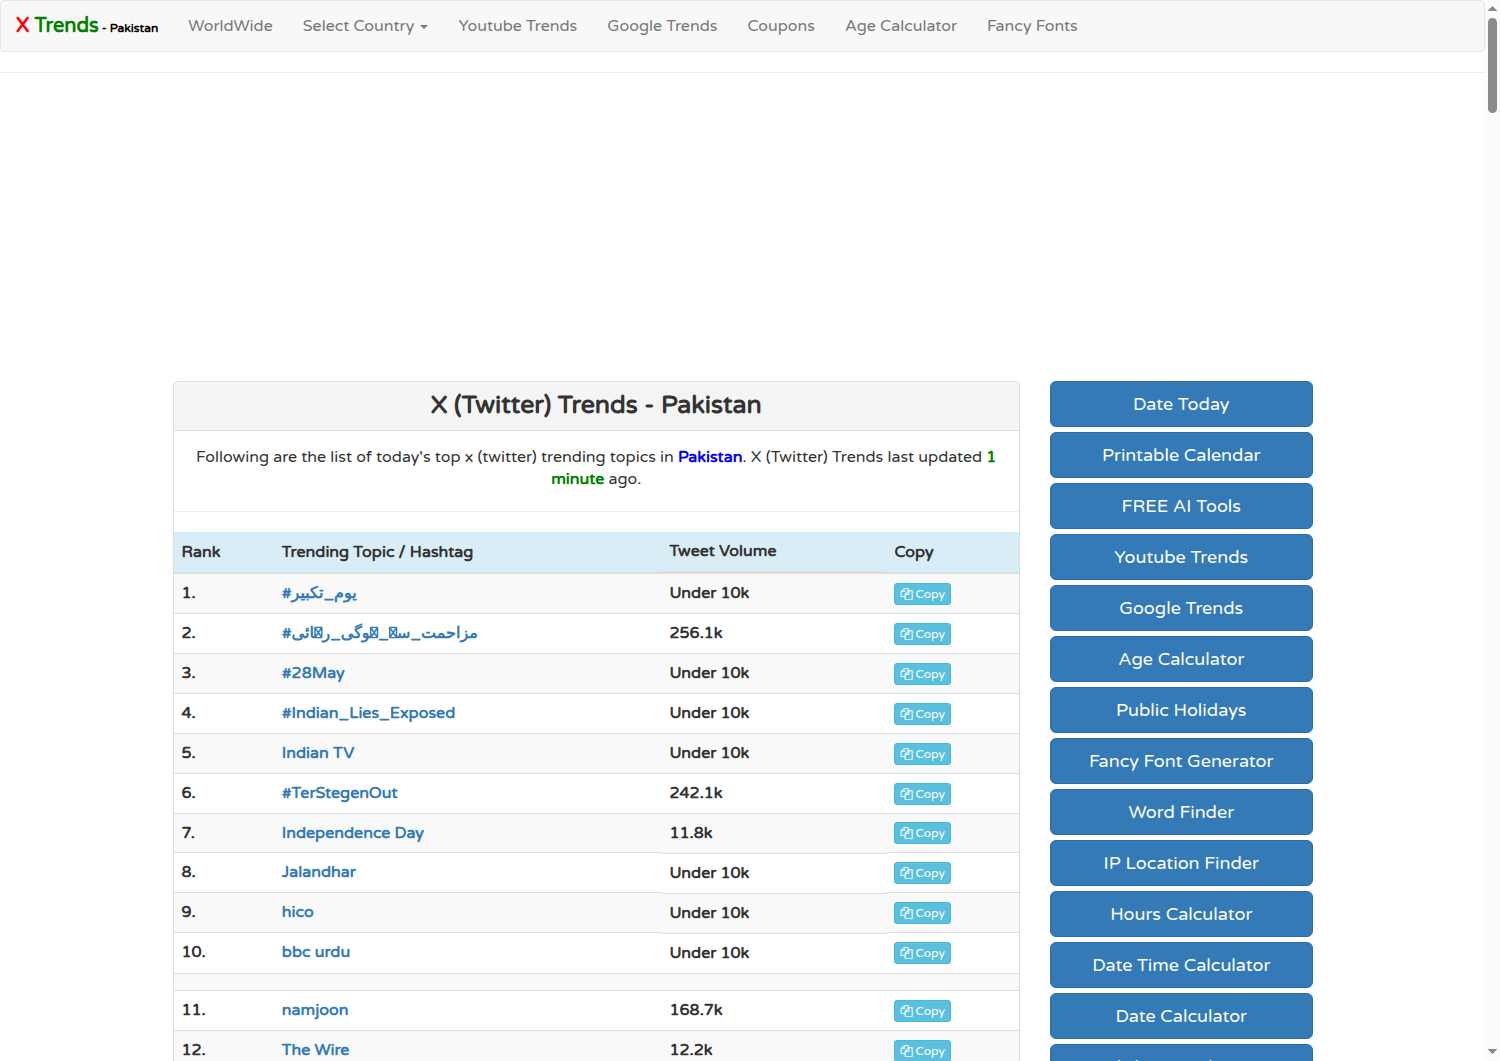 X Trends - Pakistan WorldWide Select Country Youtube Trends Google Trends Coupons Age Calculator Fancy Fonts
X (Twitter) Trends - Pakistan
Following are the list of today's top x (twitter) trending topics in Pakistan. X (Twitter) Trends last updated 1
minute ago.
Rank Trending Topic / Hashtag Tweet Volume Copy
1. #یوم_تکبیر Under 10k Copy
2. 256.1k Copy
3. #28May Under 10k Copy
4. #Indian_Lies_Exposed Under 10k Copy
5. Indian TV Under 10k Copy
6. #TerStegenOut 242.1k Copy
7. Independence Day 11.8k Copy
8. Jalandhar Under 10k Copy
9. hico Under 10k Copy
10. bbc urdu Under 10k Copy
11. namjoon 168.7k Copy
12. The Wire 12.2k Copy
Date Today
Printable Calendar
FREE AI Tools
Youtube Trends
Google Trends
Age Calculator
Public Holidays
Fancy Font Generator
Word Finder
IP Location Finder
Hours Calculator
Date Time Calculator
Date Calculator